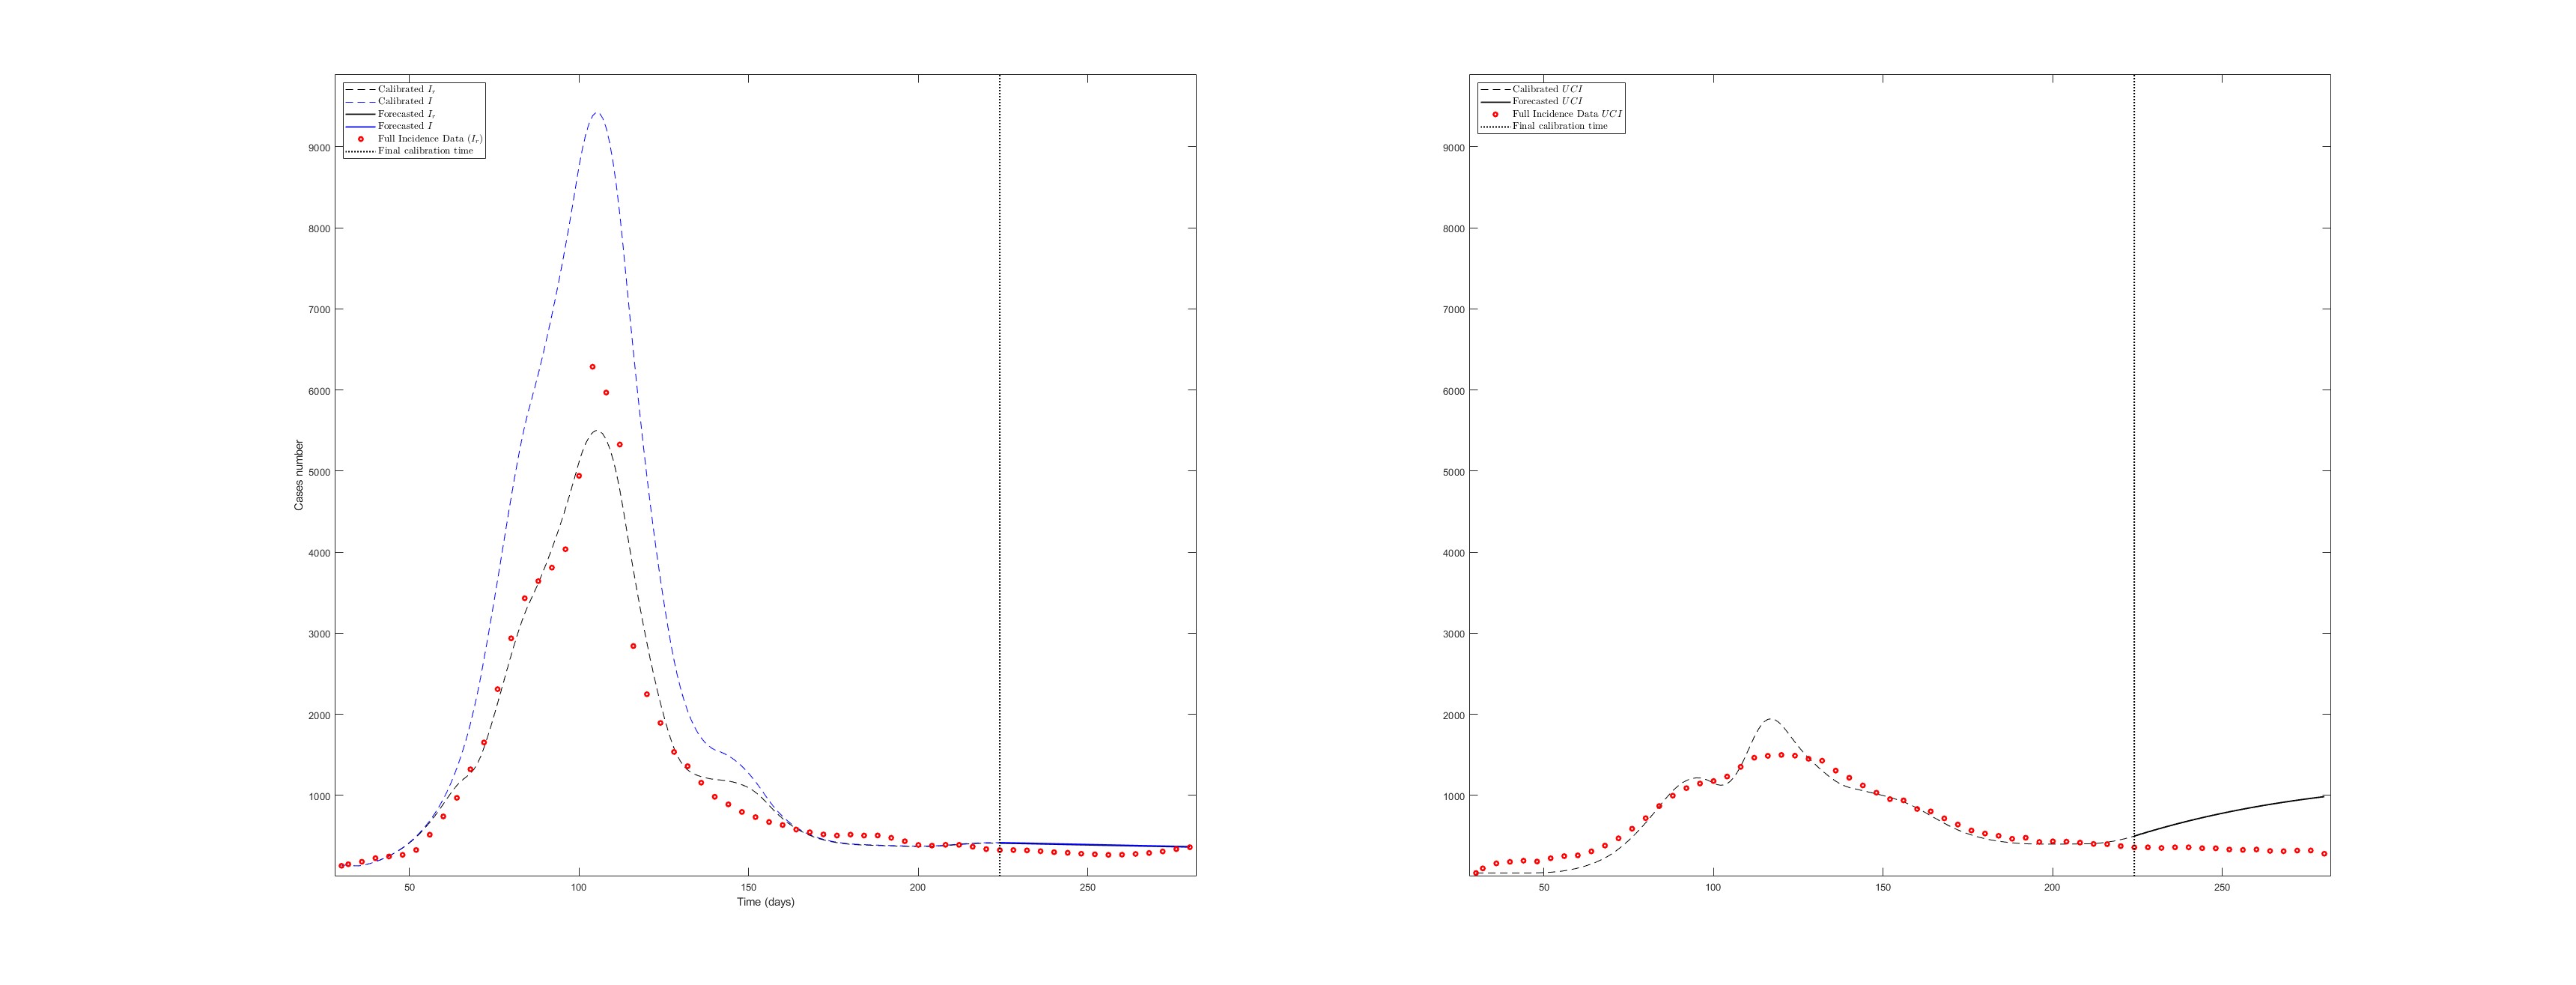 Calibrated I_r
Calibrated I
Forecasted I_r
Forecasted I
Full Incidence Data (I_r)
Final calibration time
9000
8000
7000
6000
5000
4000
3000
2000
1000
50
100
150
200
250
Cases number
Time (days)
Calibrated UCI
Forecasted UCI
Full Incidence Data UCI
Final calibration time
9000
8000
7000
6000
5000
4000
3000
2000
1000
50
100
150
200
250